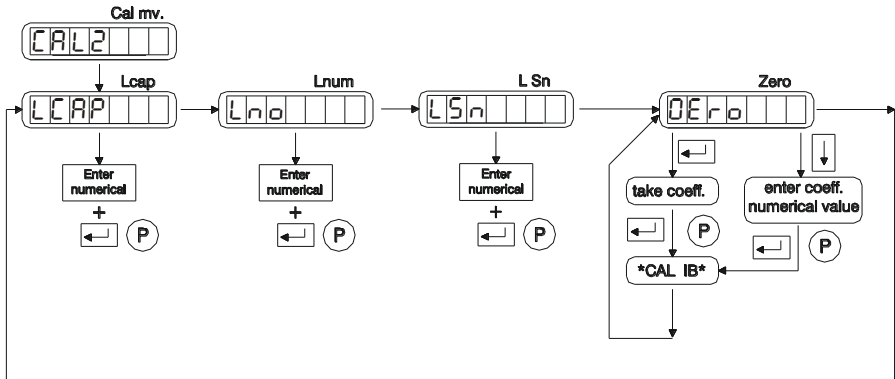 Cal mv.
CAL2
Lcap
LCAP
Lnum
Lno
L Sn
LSn
Zero
0Ero
Enter
numerical
+
P
Enter
numerical
+
P
Enter
numerical
+
P
take coeff.
P
enter coeff.
numerical value
P
*CAL IB*